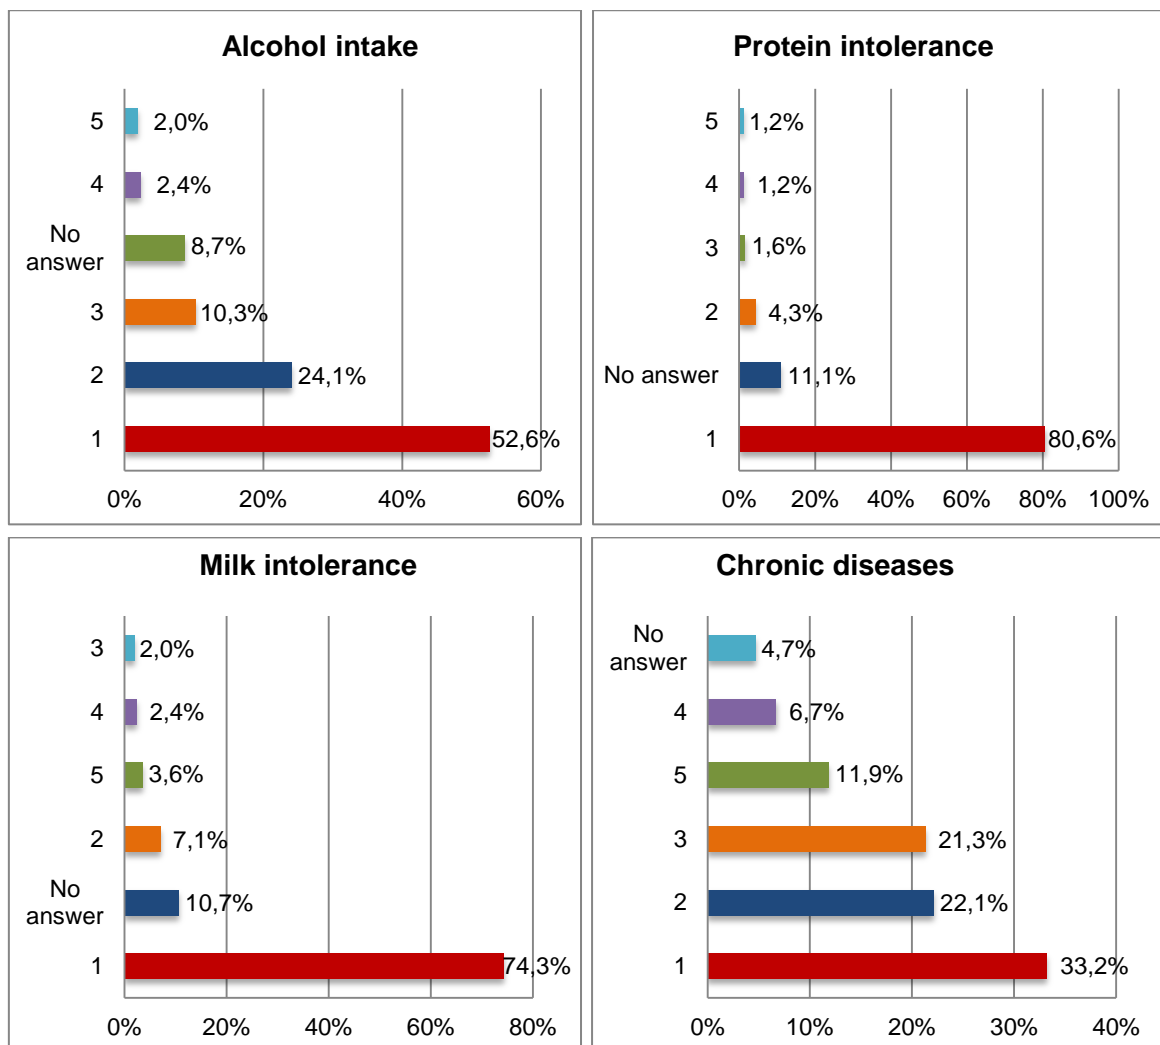 Alcohol intake
5 2,0%
4 2,4%
No
answer 8,7%
3 10,3%
2 24,1%
1 52,6%
0% 20% 40% 60%
Protein intolerance
5 1,2%
4 1,2%
3 1,6%
2 4,3%
No answer 11,1%
1 80,6%
0% 20% 40% 60% 80% 100%
Milk intolerance
3 2,0%
4 2,4%
5 3,6%
2 7,1%
No
answer 10,7%
1 74,3%
0% 20% 40% 60% 80%
Chronic diseases
No
answer 4,7%
4 6,7%
5 11,9%
3 21,3%
2 22,1%
1 33,2%
0% 10% 20% 30% 40%